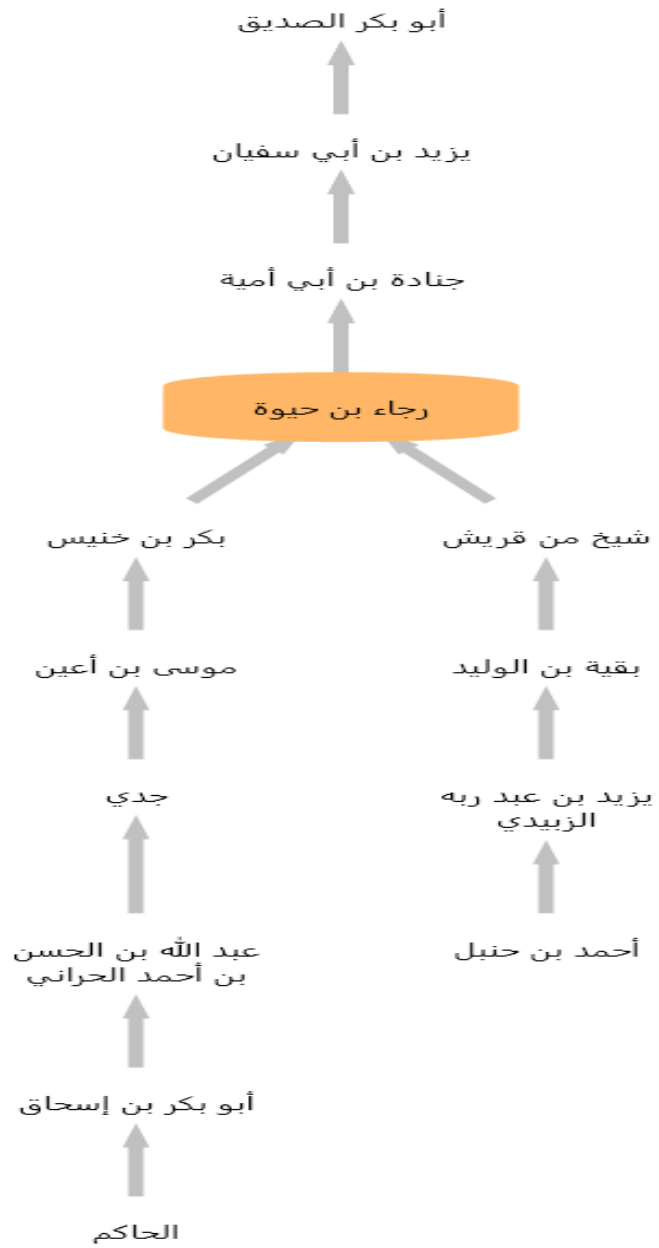 أبو بكر الصديق
يزيد بن أبي سفيان
جنادة بن أبي أمية
رجاء بن حيوة
شيخ من قريش
بكر بن خنيس
بقية بن الوليد
موسى بن أعين
يزيد بن عبد ربه
الزبيدي
جدي
أحمد بن حنبل
عبد الله بن الحسن
بن أحمد الحراني
أبو بكر بن إسحاق
الحاكم